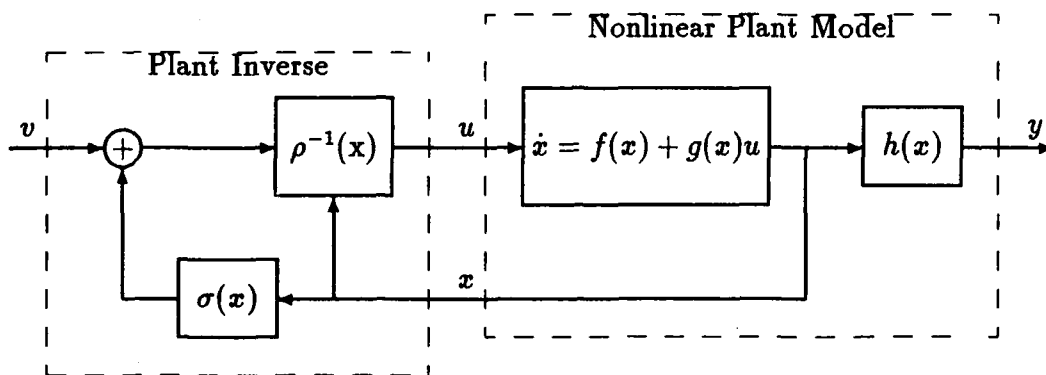 Nonlinear Plant Model
Plant Inverse
v
+
ρ⁻¹(x)
u
ẋ = f(x) + g(x)u
h(x)
y
σ(x)
x